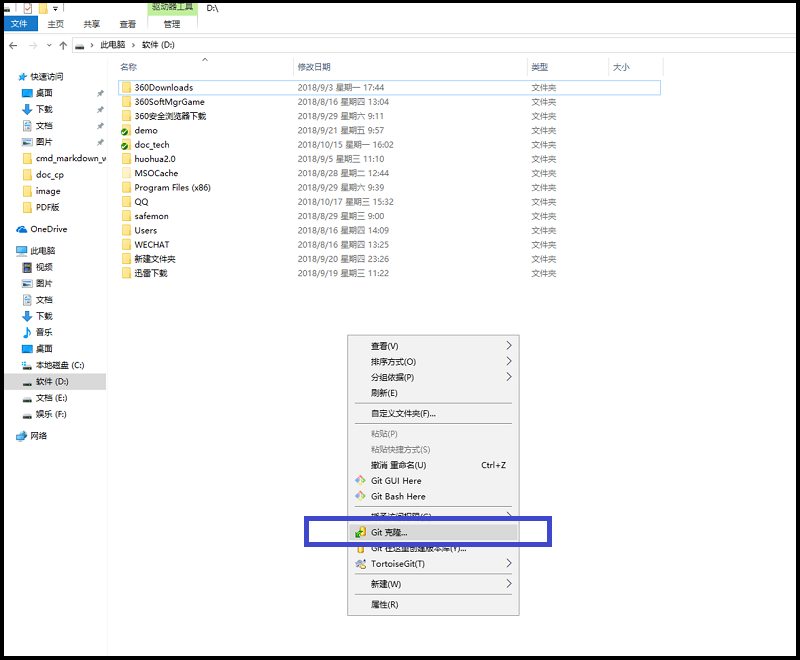 驱动器工具 D:\
文件 主页 共享 查看 管理
此电脑 › 软件 (D:)
名称 修改日期 类型 大小
快速访问
桌面
下载
文档
图片
cmd_markdown_w
doc_cp
image
PDF版
OneDrive
此电脑
视频
图片
文档
下载
音乐
桌面
本地磁盘 (C:)
软件 (D:)
文档 (E:)
娱乐 (F:)
网络
360Downloads 2018/9/3 星期一 17:44 文件夹
360SoftMgrGame 2018/8/16 星期四 13:04 文件夹
360安全浏览器下载 2018/9/29 星期六 9:11 文件夹
demo 2018/9/21 星期五 9:57 文件夹
doc_tech 2018/10/15 星期一 16:02 文件夹
huohua2.0 2018/9/5 星期三 11:10 文件夹
MSOCache 2018/8/28 星期二 12:44 文件夹
Program Files (x86) 2018/9/29 星期六 9:39 文件夹
QQ 2018/10/17 星期三 15:32 文件夹
safemon 2018/8/29 星期三 9:00 文件夹
Users 2018/8/16 星期四 14:09 文件夹
WECHAT 2018/8/16 星期四 13:25 文件夹
新建文件夹 2018/9/20 星期四 23:26 文件夹
迅雷下载 2018/9/19 星期三 11:22 文件夹
查看(V)
排序方式(O)
分组依据(P)
刷新(E)
自定义文件夹(F)...
粘贴(P)
粘贴快捷方式(S)
撤消 重命名(U) Ctrl+Z
Git GUI Here
Git Bash Here
授予访问权限(G)
Git 克隆...
Git 在这里创建版本库(Y)...
TortoiseGit(T)
新建(W)
属性(R)